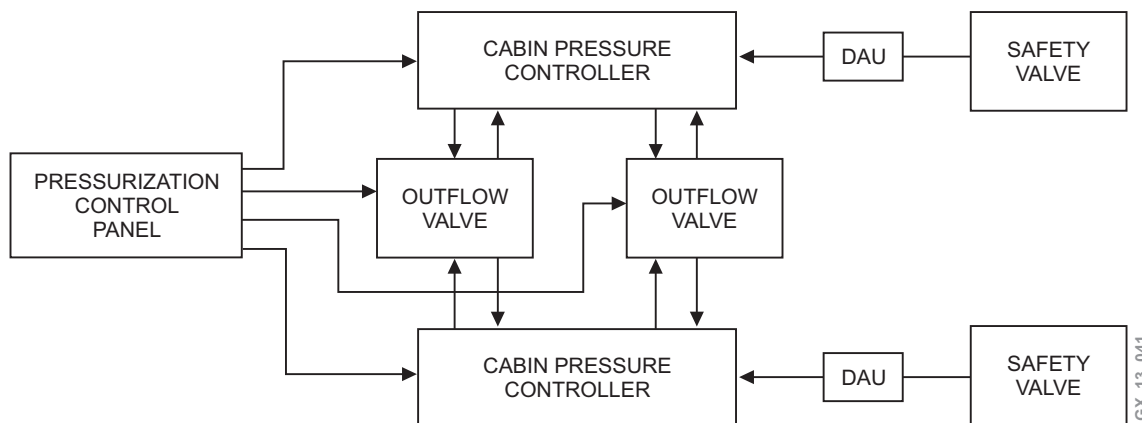 CABIN PRESSURE
CONTROLLER
DAU
SAFETY
VALVE
PRESSURIZATION
CONTROL
PANEL
OUTFLOW
VALVE
OUTFLOW
VALVE
CABIN PRESSURE
CONTROLLER
DAU
SAFETY
VALVE
GX_13_041